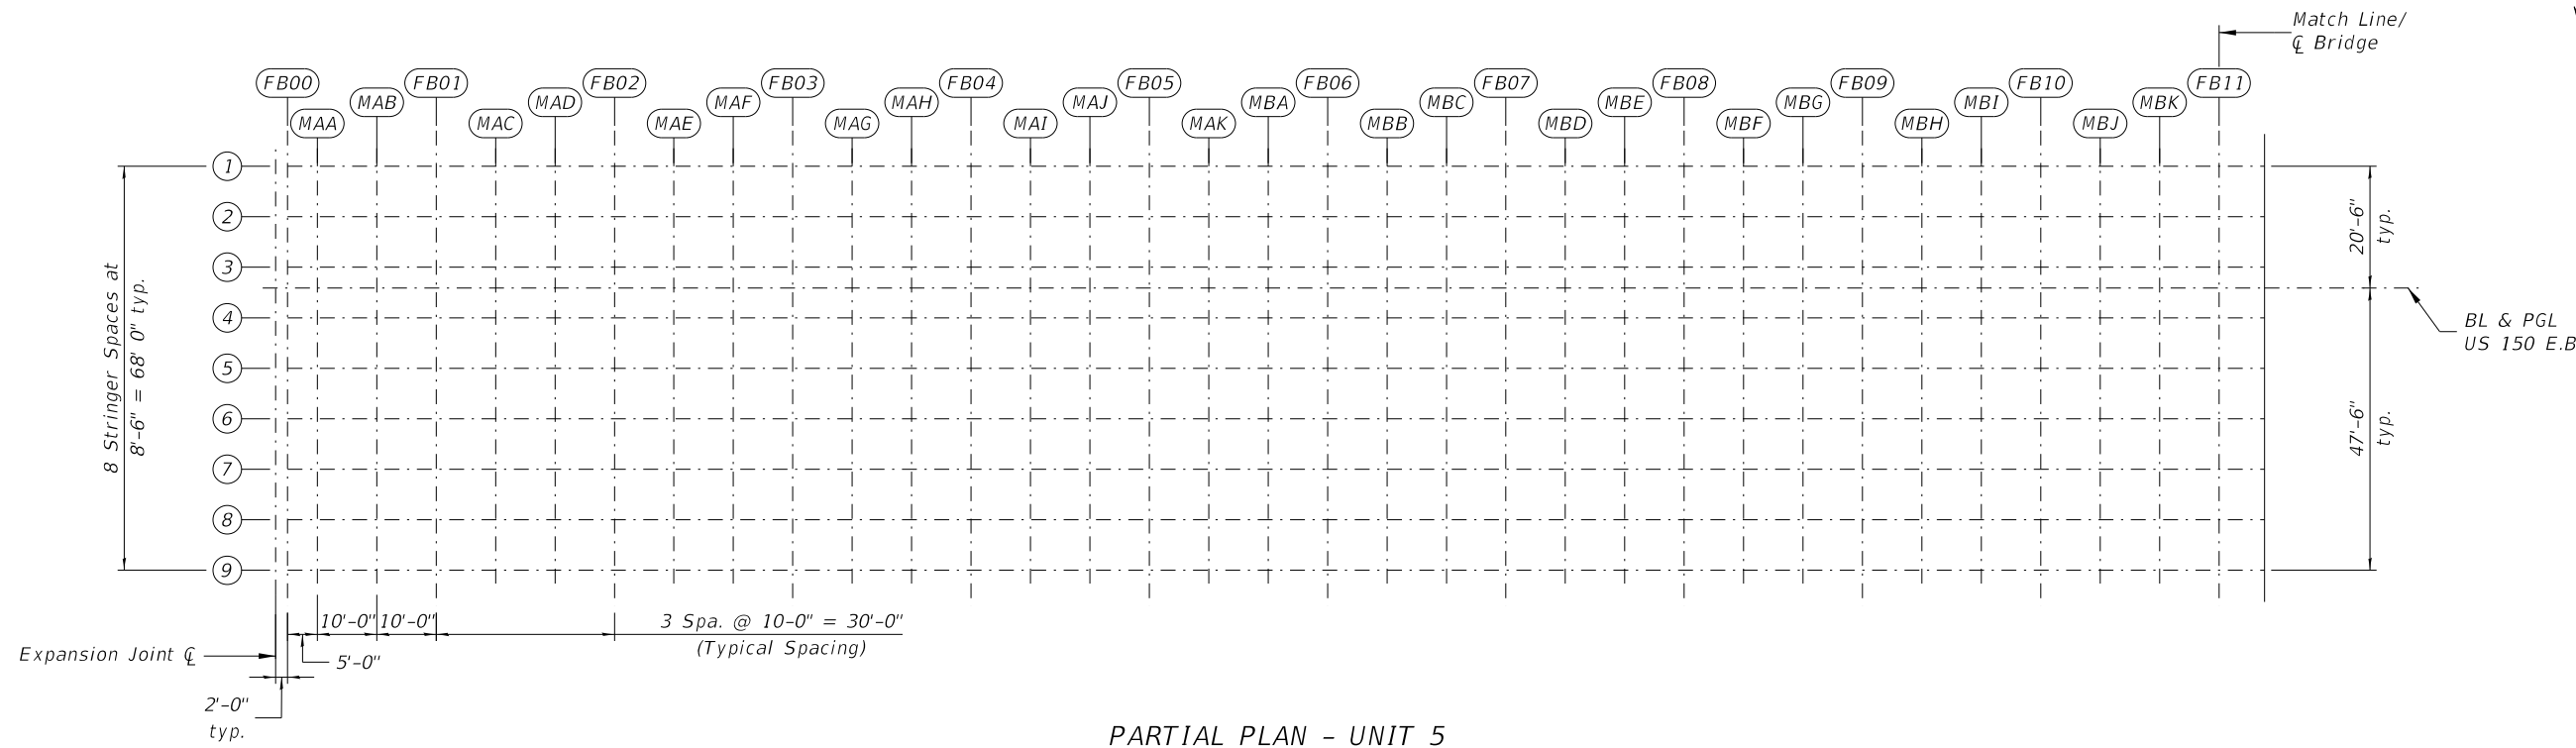 Match Line/
℄ Bridge
FB00 FB01 FB02 FB03 FB04 FB05 FB06 FB07 FB08 FB09 FB10 FB11
MAB MAD MAF MAH MAJ MBA MBC MBE MBG MBI MBK
MAA MAC MAE MAG MAI MAK MBB MBD MBF MBH MBJ
1
2
3
4
5
6
7
8
9
8 Stringer Spaces at
8'-6" = 68' 0" typ.
20'-6"
typ.
47'-6"
typ.
BL & PGL
US 150 E.B
10'-0" 10'-0"
3 Spa. @ 10-0" = 30'-0"
(Typical Spacing)
Expansion Joint ℄
5'-0"
2'-0"
typ.
PARTIAL PLAN - UNIT 5